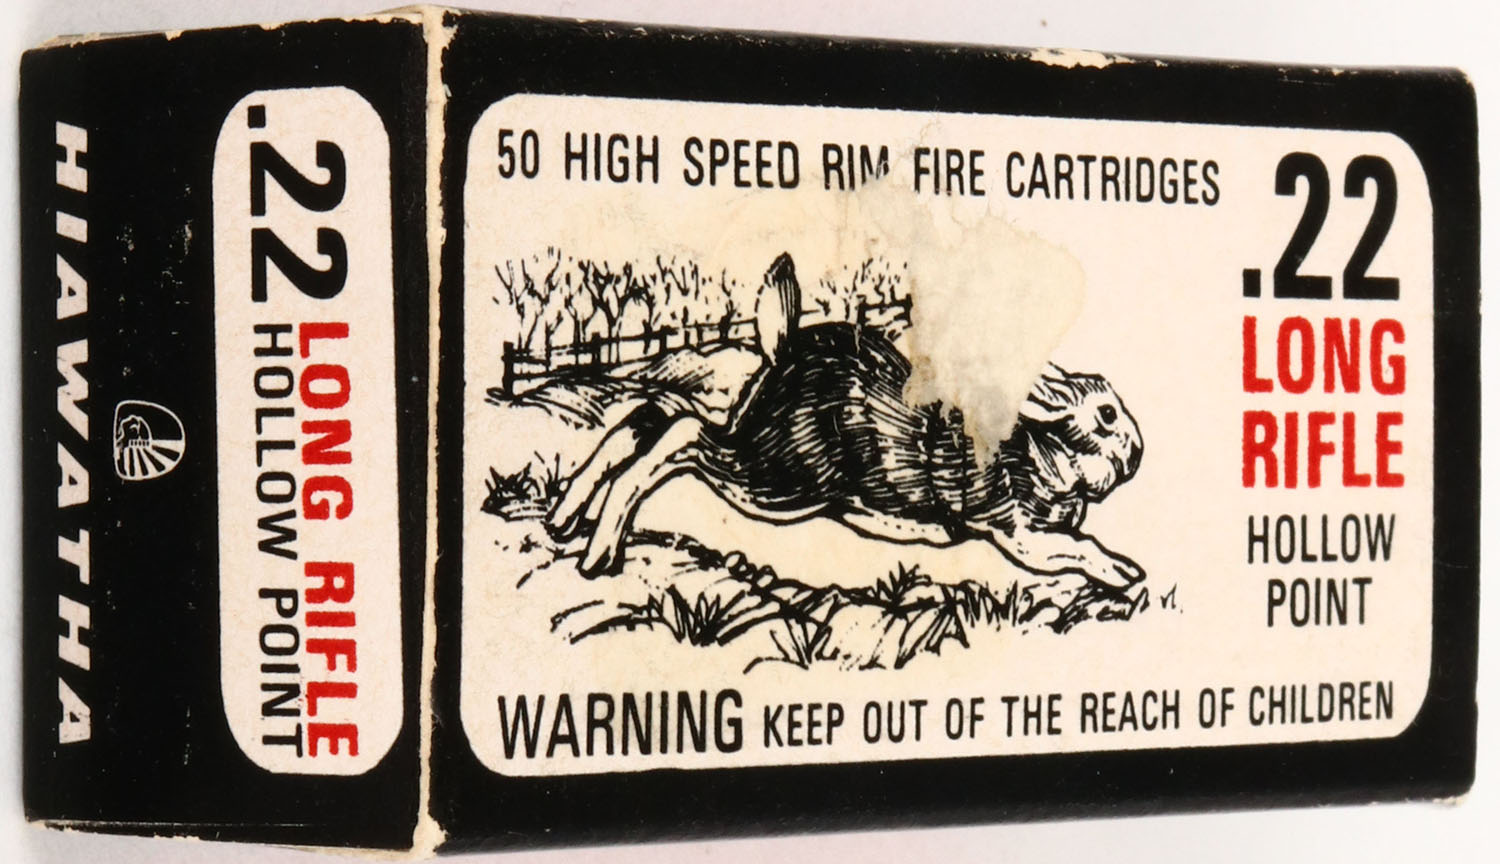 50 HIGH SPEED RIM FIRE CARTRIDGES
.22
LONG
RIFLE
HOLLOW
POINT
WARNING KEEP OUT OF THE REACH OF CHILDREN
.22 LONG RIFLE
HOLLOW POINT
HIAWATHA